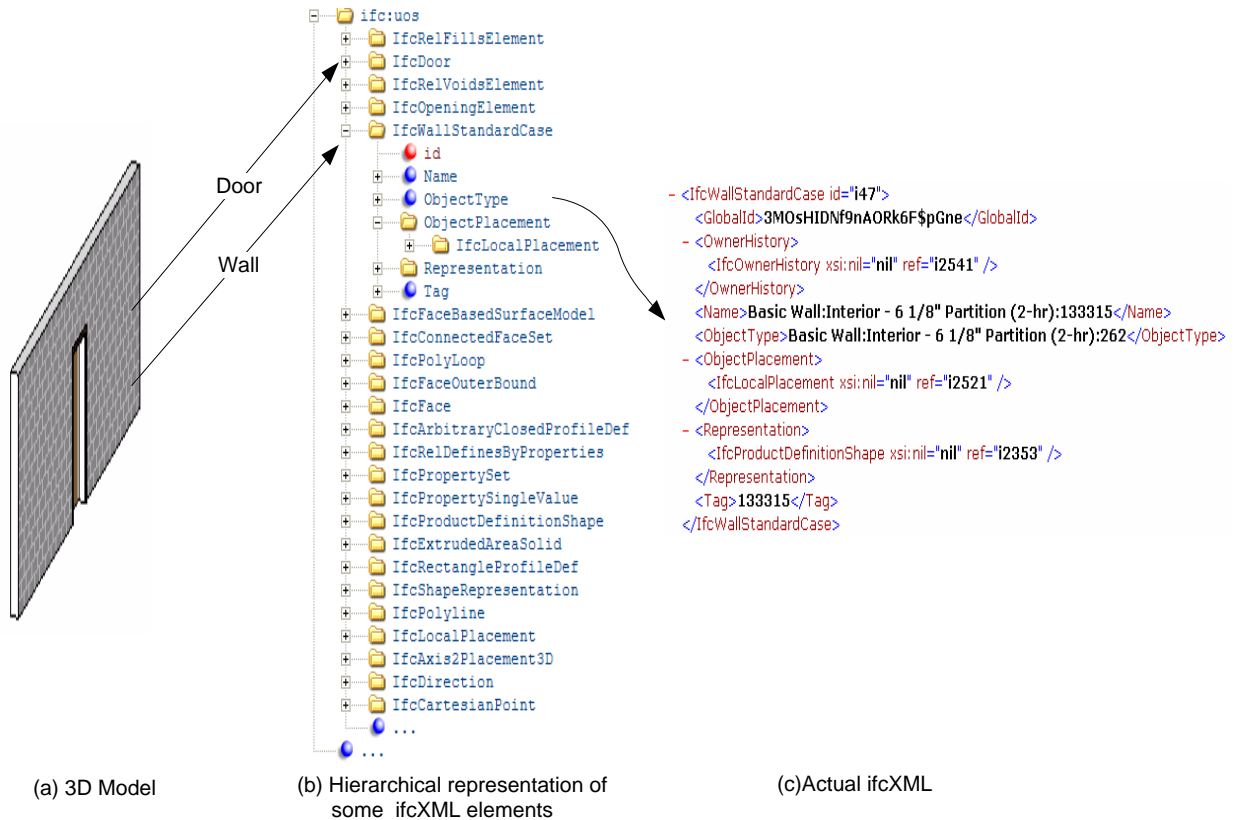 ifc:uos
IfcRelFillsElement
IfcDoor
IfcRelVoidsElement
IfcOpeningElement
IfcWallStandardCase
id
Name
ObjectType
ObjectPlacement
IfcLocalPlacement
Representation
Tag
IfcFaceBasedSurfaceModel
IfcConnectedFaceSet
IfcPolyLoop
IfcFaceOuterBound
IfcFace
IfcArbitraryClosedProfileDef
IfcRelDefinesByProperties
IfcPropertySet
IfcPropertySingleValue
IfcProductDefinitionShape
IfcExtrudedAreaSolid
IfcRectangleProfileDef
IfcShapeRepresentation
IfcPolyline
IfcLocalPlacement
IfcAxis2Placement3D
IfcDirection
IfcCartesianPoint
...
...
Door
Wall
- <IfcWallStandardCase id="i47">
<GlobalId>3MOsHIDNf9nAORk6F$pGne</GlobalId>
- <OwnerHistory>
<IfcOwnerHistory xsi:nil="nil" ref="i2541" />
</OwnerHistory>
<Name>Basic Wall:Interior - 6 1/8" Partition (2-hr):133315</Name>
<ObjectType>Basic Wall:Interior - 6 1/8" Partition (2-hr):262</ObjectType>
- <ObjectPlacement>
<IfcLocalPlacement xsi:nil="nil" ref="i2521" />
</ObjectPlacement>
- <Representation>
<IfcProductDefinitionShape xsi:nil="nil" ref="i2353" />
</Representation>
<Tag>133315</Tag>
</IfcWallStandardCase>
(a) 3D Model
(b) Hierarchical representation of
some ifcXML elements
(c)Actual ifcXML